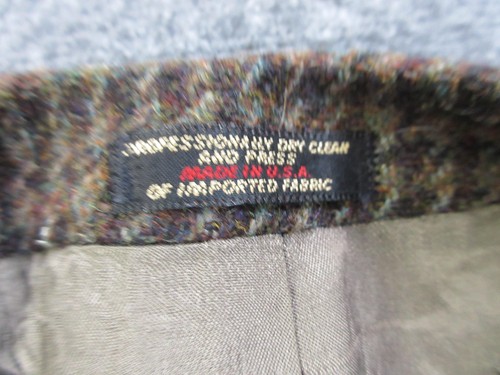 PROFESSIONALLY DRY CLEAN
AND PRESS
MADE IN U.S.A.
OF IMPORTED FABRIC